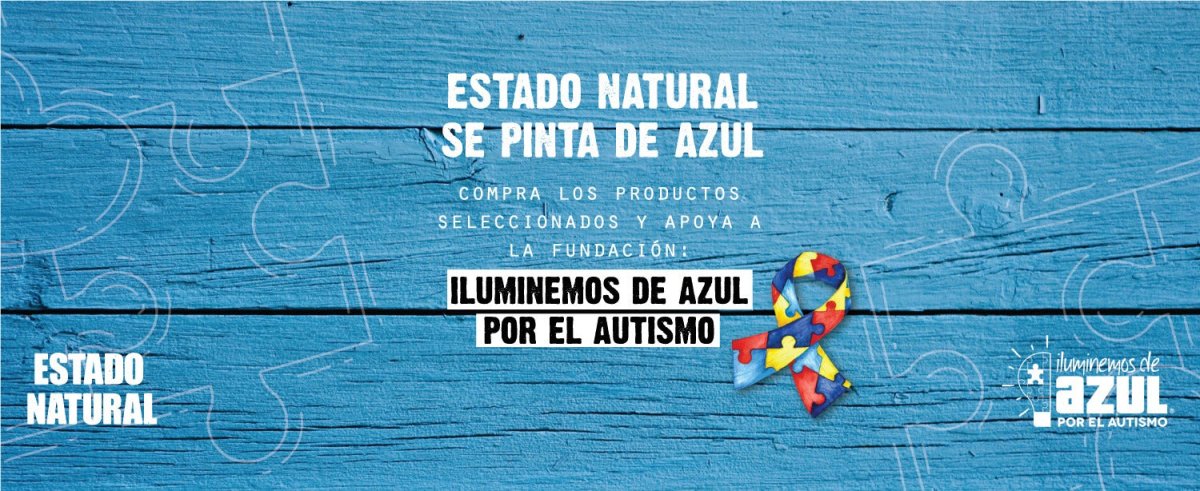 ESTADO NATURAL
SE PINTA DE AZUL
COMPRA LOS PRODUCTOS
SELECCIONADOS Y APOYA A
LA FUNDACIÓN:
ILUMINEMOS DE AZUL
POR EL AUTISMO
ESTADO
NATURAL
iluminemos de
AZUL®
POR EL AUTISMO